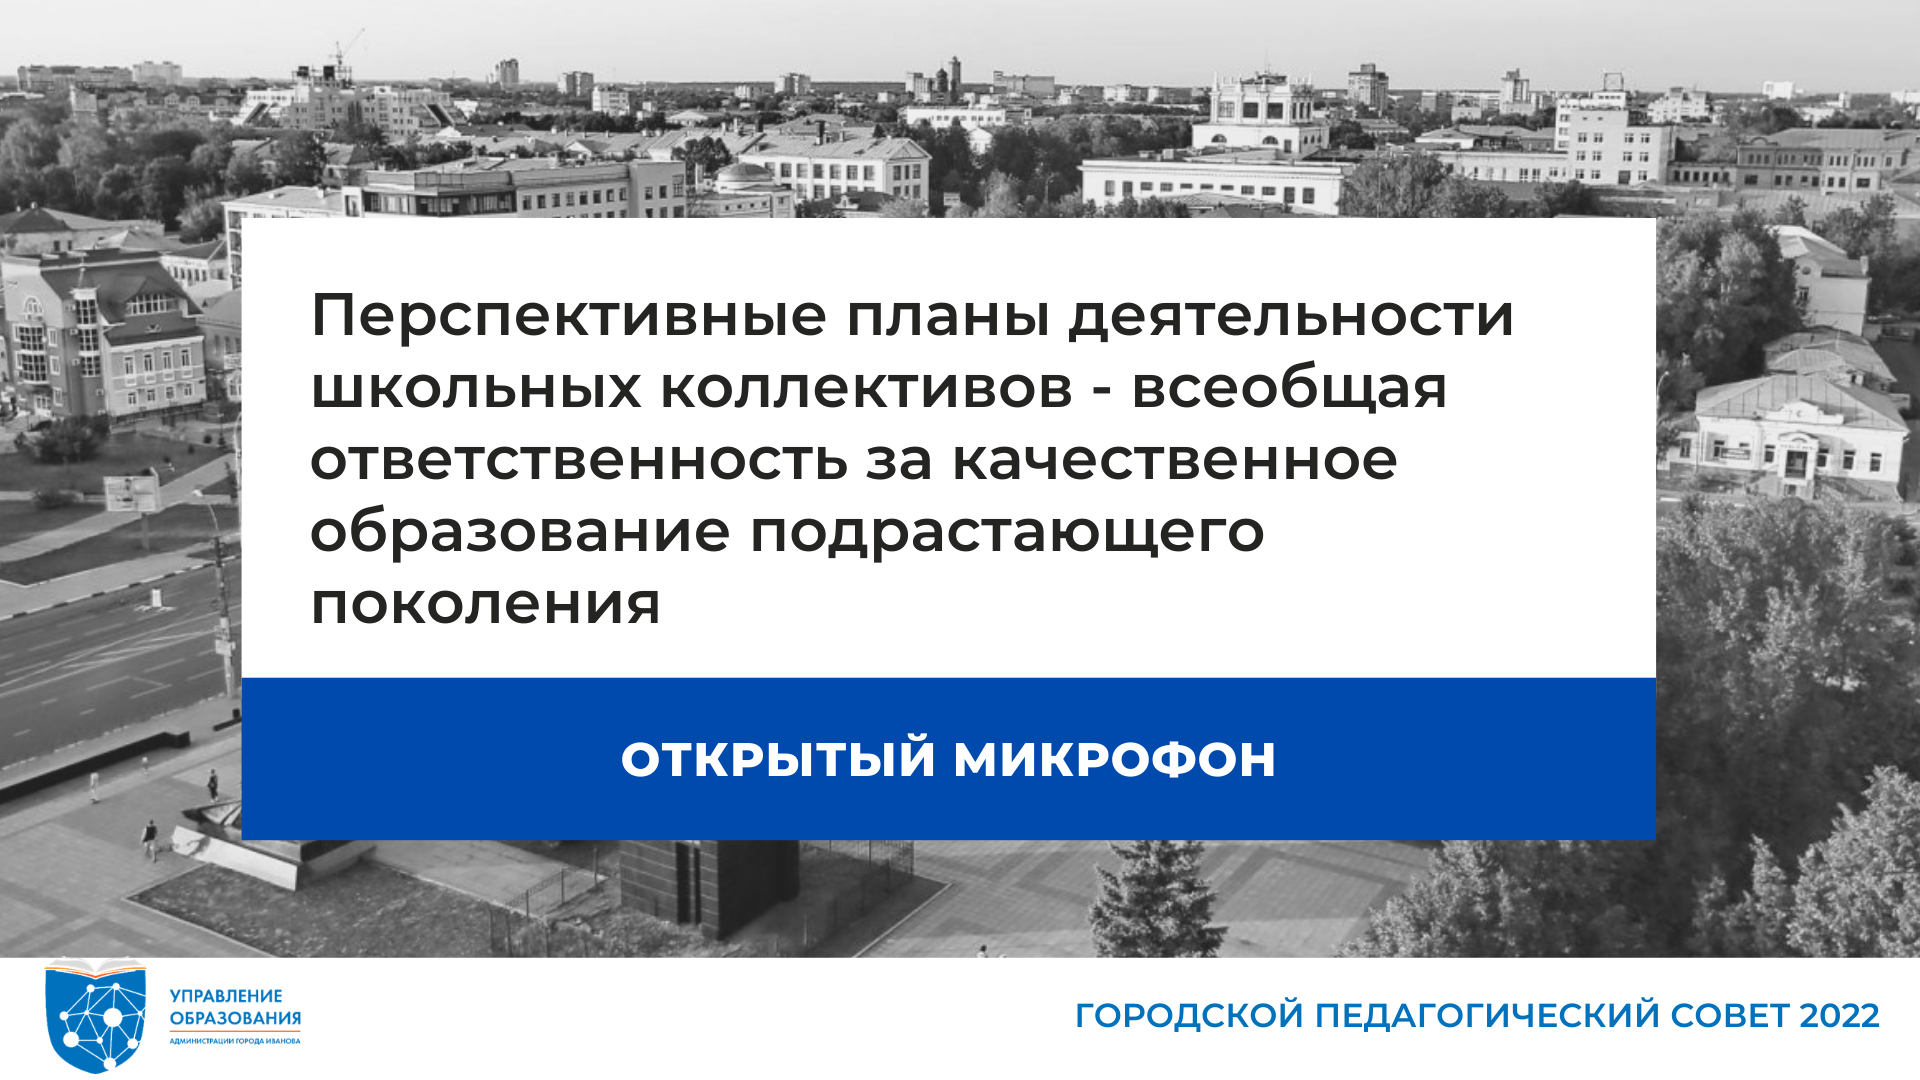 Перспективные планы деятельности
школьных коллективов - всеобщая
ответственность за качественное
образование подрастающего
поколения
ОТКРЫТЫЙ МИКРОФОН
УПРАВЛЕНИЕ
ОБРАЗОВАНИЯ
АДМИНИСТРАЦИИ ГОРОДА ИВАНОВА
ГОРОДСКОЙ ПЕДАГОГИЧЕСКИЙ СОВЕТ 2022